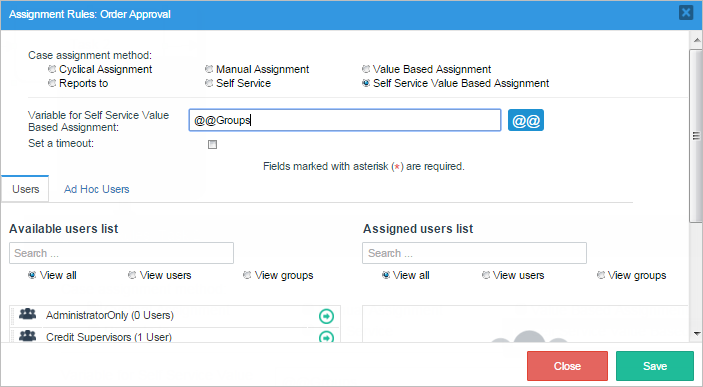 Assignment Rules: Order Approval
Case assignment method:
Cyclical Assignment Manual Assignment Value Based Assignment
Reports to Self Service Self Service Value Based Assignment
Variable for Self Service Value
Based Assignment:
@@Groups
@@
Set a timeout:
Fields marked with asterisk (*) are required.
Users Ad Hoc Users
Available users list
Search ...
View all View users View groups
AdministratorOnly (0 Users)
Credit Supervisors (1 User)
Assigned users list
Search ...
View all View users View groups
Close Save